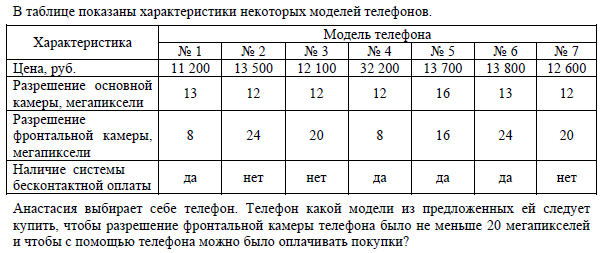 В таблице показаны характеристики некоторых моделей телефонов.
Характеристика Модель телефона
№ 1 № 2 № 3 № 4 № 5 № 6 № 7
Цена, руб. 11 200 13 500 12 100 32 200 13 700 13 800 12 600
Разрешение основной
камеры, мегапиксели 13 12 12 12 16 13 12
Разрешение
фронтальной камеры,
мегапиксели 8 24 20 8 16 24 20
Наличие системы
бесконтактной оплаты да нет нет да да да нет
Анастасия выбирает себе телефон. Телефон какой модели из предложенных ей следует
купить, чтобы разрешение фронтальной камеры телефона было не меньше 20 мегапикселей
и чтобы с помощью телефона можно было оплачивать покупки?